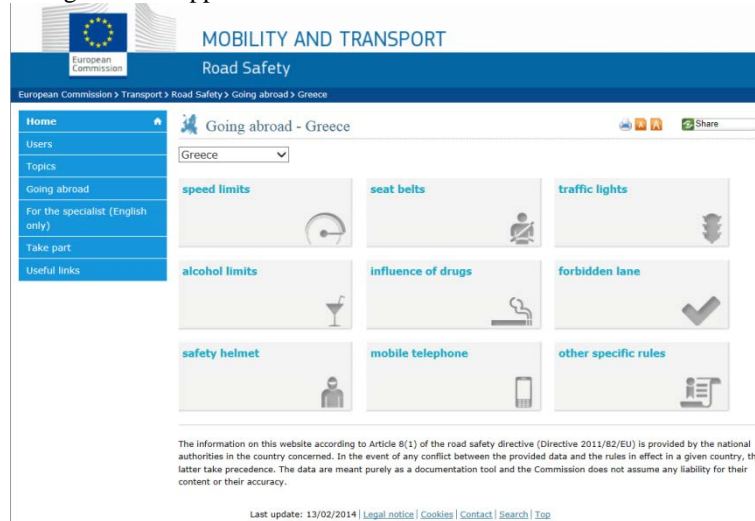 MOBILITY AND TRANSPORT
European
Commission
Road Safety
European Commission > Transport > Road Safety > Going abroad > Greece
Home
Users
Topics
Going abroad
For the specialist (English
only)
Take part
Useful links
Going abroad - Greece
A A
Share
Greece
speed limits
seat belts
traffic lights
alcohol limits
influence of drugs
forbidden lane
safety helmet
mobile telephone
other specific rules
The information on this website according to Article 8(1) of the road safety directive (Directive 2011/82/EU) is provided by the national
authorities in the country concerned. In the event of any conflict between the provided data and the rules in effect in a given country, th
latter take precedence. The data are meant purely as a documentation tool and the Commission does not assume any liability for their
content or their accuracy.
Last update: 13/02/2014 | Legal notice | Cookies | Contact | Search | Top